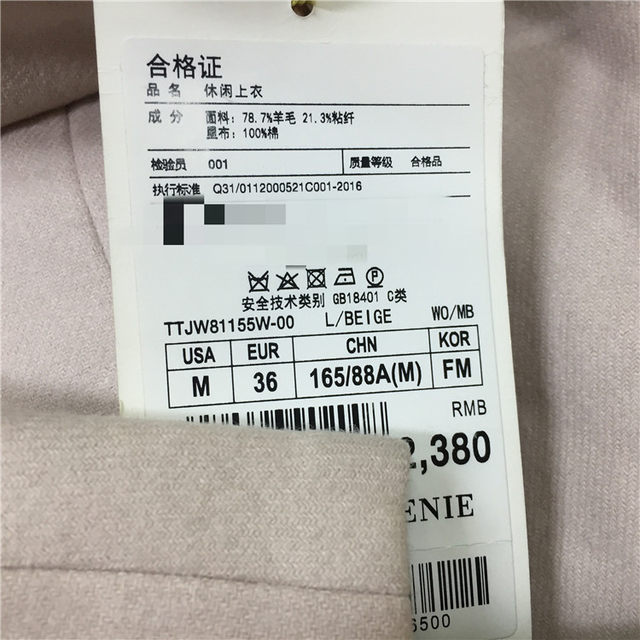 合格证
品 名 休闲上衣
成 分 面料: 78.7%羊毛 21.3%粘纤
里布: 100%棉
检验员 001 质量等级 合格品
执行标准 Q31/0112000521C001-2016
安全技术类别 GB18401 C类
TTJW81155W-00 L/BEIGE WO/MB
USA EUR CHN KOR
M 36 165/88A(M) FM
RMB
2,380
ENIE
6500